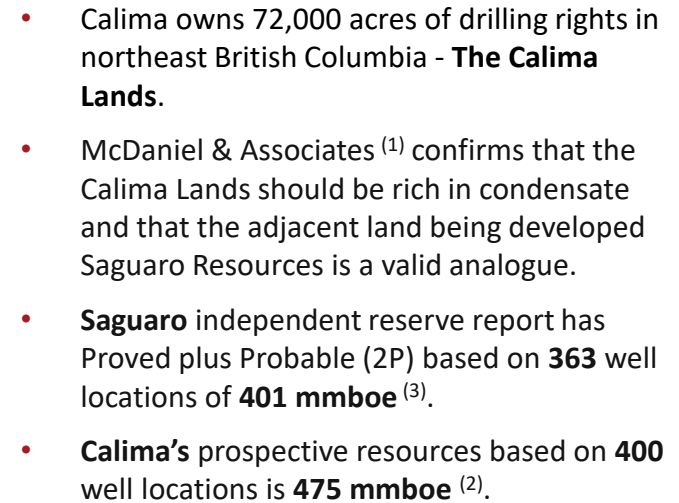 • Calima owns 72,000 acres of drilling rights in
northeast British Columbia - The Calima
Lands.
• McDaniel & Associates (1) confirms that the
Calima Lands should be rich in condensate
and that the adjacent land being developed
Saguaro Resources is a valid analogue.
• Saguaro independent reserve report has
Proved plus Probable (2P) based on 363 well
locations of 401 mmboe (3).
• Calima's prospective resources based on 400
well locations is 475 mmboe (2).